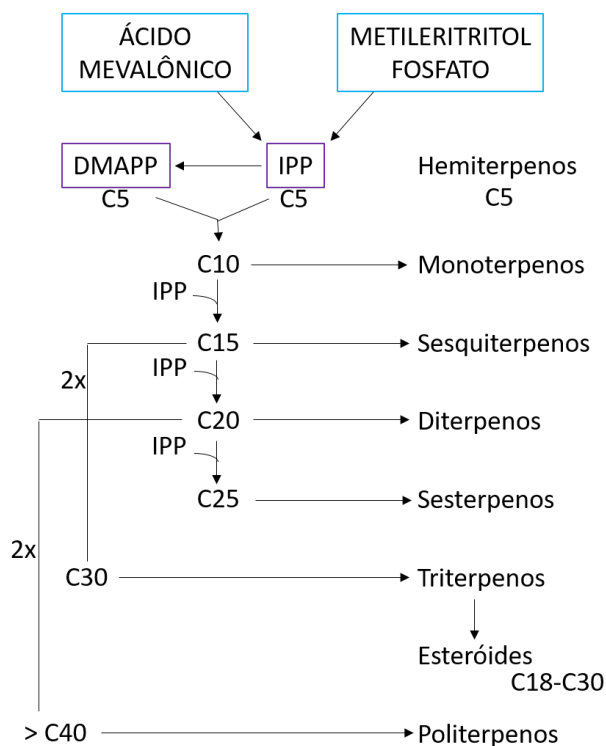 ÁCIDO
MEVALÔNICO
METILERITRITOL
FOSFATO
DMAPP
IPP
Hemiterpenos
C5
C5
C5
C10
Monoterpenos
IPP
C15
Sesquiterpenos
2x
IPP
C20
Diterpenos
IPP
C25
Sesterpenos
2x
C30
Triterpenos
Esteróides
C18-C30
> C40
Politerpenos